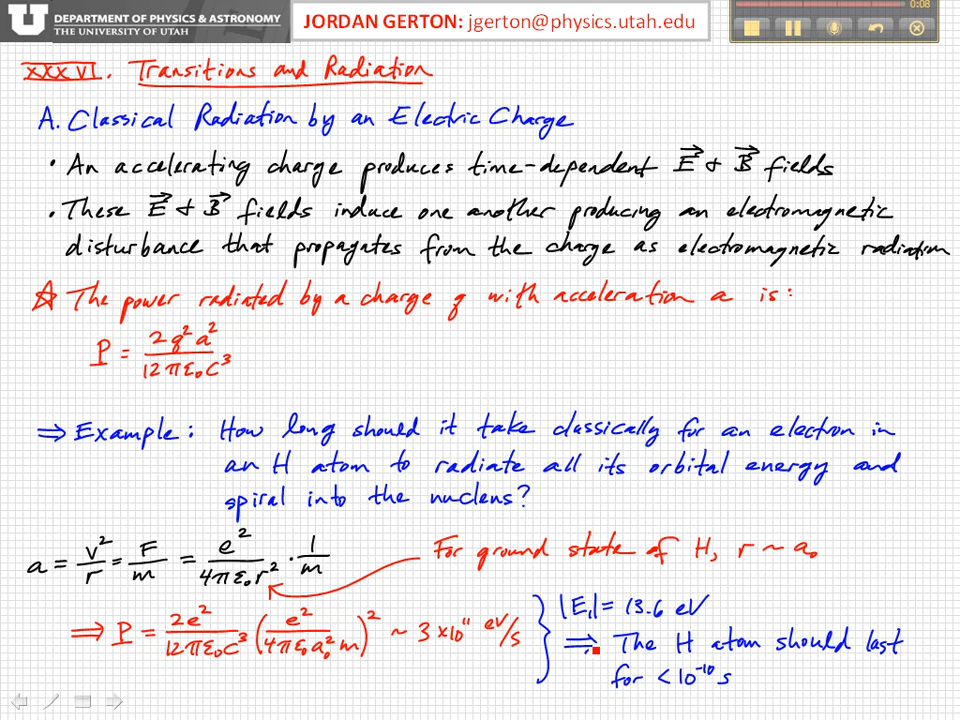 DEPARTMENT OF PHYSICS & ASTRONOMY
THE UNIVERSITY OF UTAH
JORDAN GERTON: jgerton@physics.utah.edu
0:08
XXXVI. Transitions and Radiation
A. Classical Radiation by an Electric Charge
• An accelerating charge produces time-dependent E⃗ & B⃗ fields
• These E⃗ & B⃗ fields induce one another producing an electromagnetic
disturbance that propagates from the charge as electromagnetic radiation
☆ The power radiated by a charge q with acceleration a is:
P = 2q²a² / 12πε₀c³
⇒ Example: How long should it take classically for an electron in
an H atom to radiate all its orbital energy and
spiral into the nucleus?
a = v²/r = F/m = e²/4πε₀r² · 1/m
For ground state of H, r ~ a₀
⇒ P = 2e²/12πε₀c³ (e²/4πε₀a₀²m)² ~ 3×10¹¹ eV/s
|E₁| = 13.6 eV
⇒ The H atom should last
for < 10⁻¹⁰ s